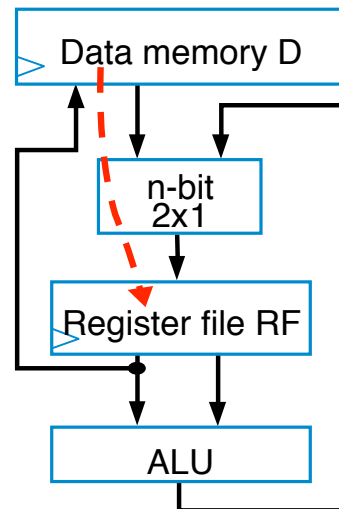 Data memory D
n-bit
2x1
Register file RF
ALU